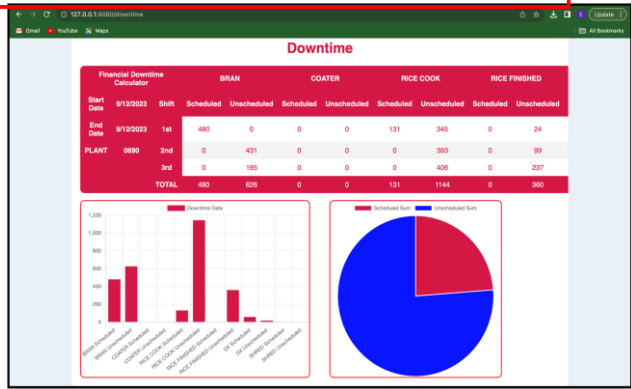 127.0.0.1:8080/downtime
Update
Gmail YouTube Maps All Bookmarks
Downtime
Financial Downtime Calculator BRAN COATER RICE COOK RICE FINISHED
Start Date 9/12/2023 Shift Scheduled Unscheduled Scheduled Unscheduled Scheduled Unscheduled Scheduled Unscheduled
End Date 9/12/2023 1st 480 0 0 0 131 345 0 24
PLANT 0690 2nd 0 431 0 0 0 393 0 99
3rd 0 195 0 0 0 406 0 237
TOTAL 480 626 0 0 131 1144 0 360
Downtime Data
1,200
1,000
800
600
400
200
0
BRAN Scheduled
BRAN Unscheduled
COATER Scheduled
COATER Unscheduled
RICE COOK Scheduled
RICE COOK Unscheduled
RICE FINISHED Scheduled
RICE FINISHED Unscheduled
DX Scheduled
DX Unscheduled
SHRED Scheduled
SHRED Unscheduled
Scheduled Sum Unscheduled Sum